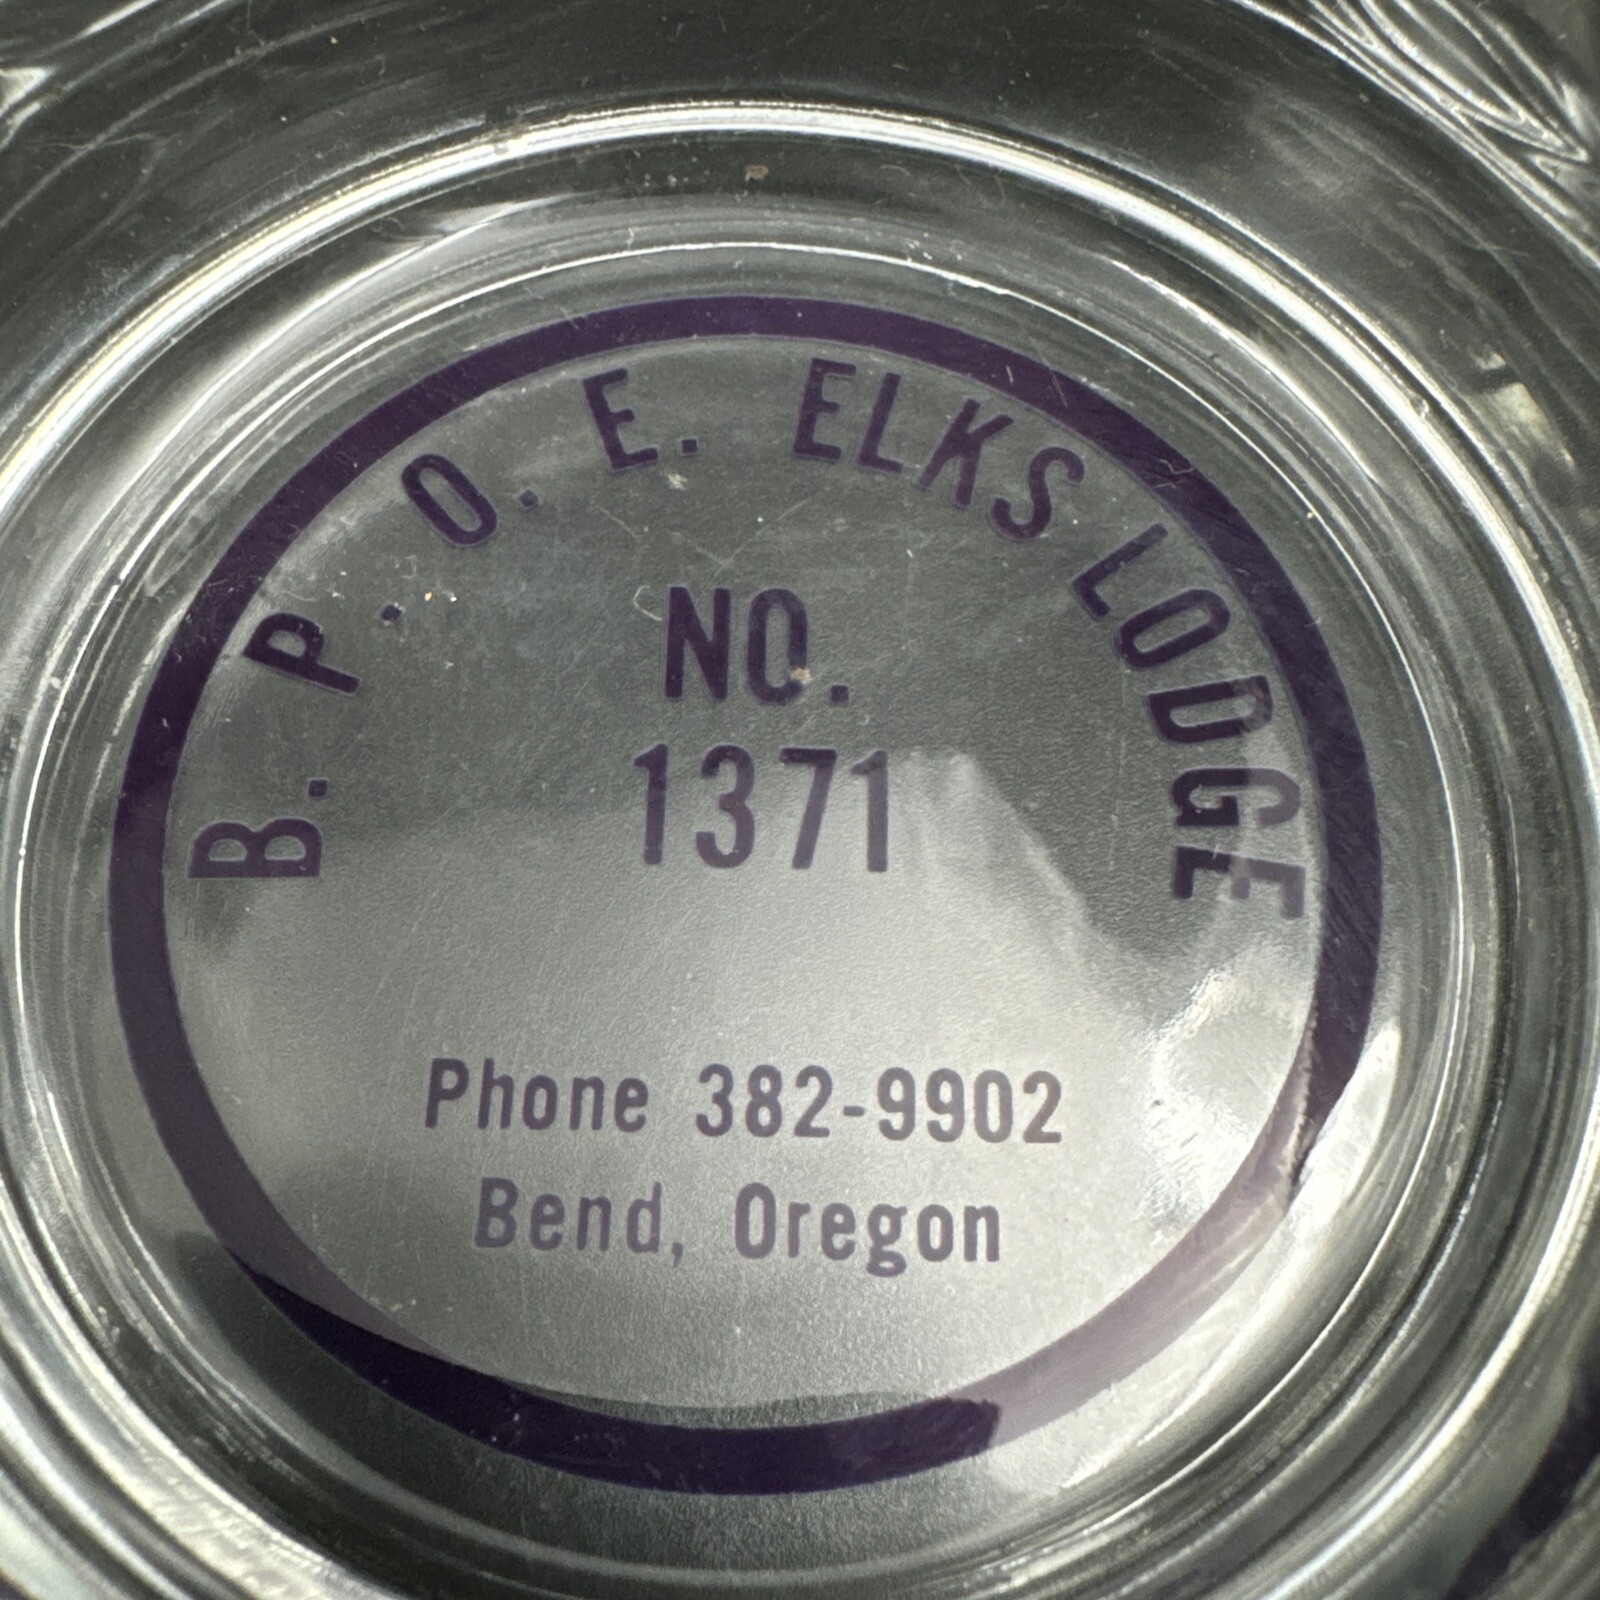 B. P. O. E. ELKS LODGE
NO.
1371
Phone 382-9902
Bend, Oregon